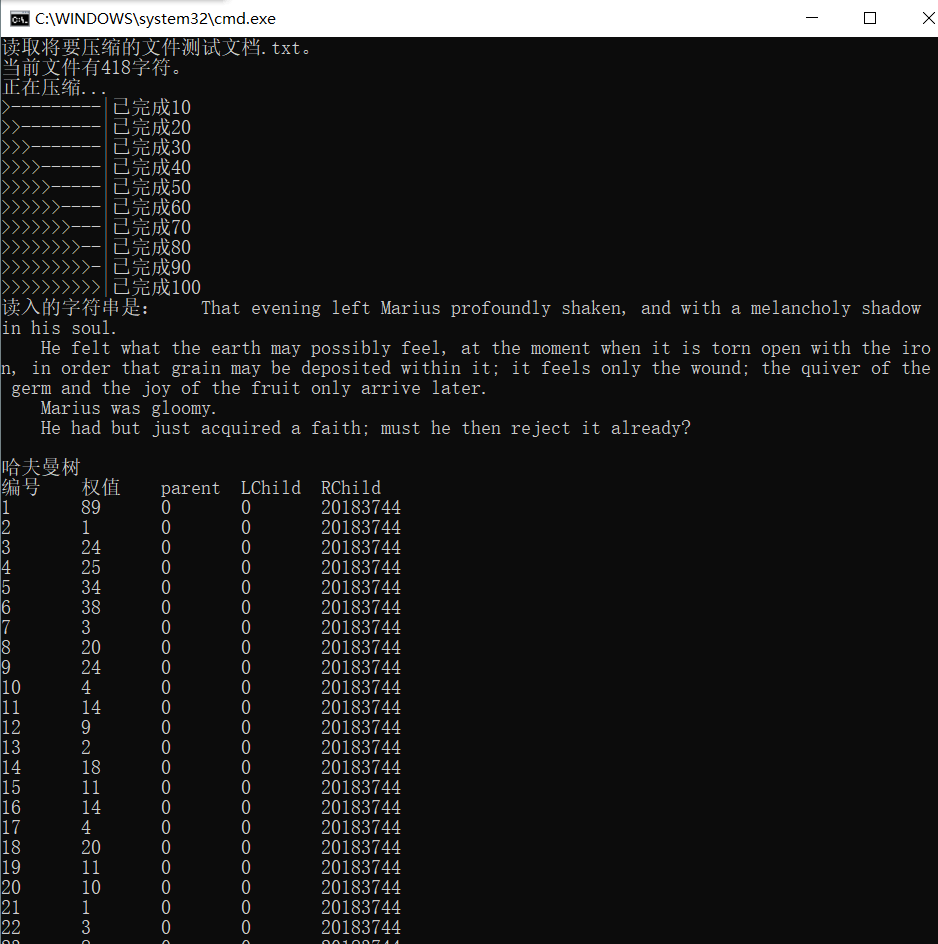 C:\WINDOWS\system32\cmd.exe
读取将要压缩的文件测试文档.txt。
当前文件有418字符。
正在压缩...
>---------|已完成10
>>--------|已完成20
>>>-------|已完成30
>>>>------|已完成40
>>>>>-----|已完成50
>>>>>>----|已完成60
>>>>>>>---|已完成70
>>>>>>>>--|已完成80
>>>>>>>>>-|已完成90
>>>>>>>>>>|已完成100
读入的字符串是:     That evening left Marius profoundly shaken, and with a melancholy shadow
in his soul.
    He felt what the earth may possibly feel, at the moment when it is torn open with the iro
n, in order that grain may be deposited within it; it feels only the wound; the quiver of the
 germ and the joy of the fruit only arrive later.
    Marius was gloomy.
    He had but just acquired a faith; must he then reject it already?
哈夫曼树
编号    权值    parent  LChild  RChild
1       89      0       0       20183744
2       1       0       0       20183744
3       24      0       0       20183744
4       25      0       0       20183744
5       34      0       0       20183744
6       38      0       0       20183744
7       3       0       0       20183744
8       20      0       0       20183744
9       24      0       0       20183744
10      4       0       0       20183744
11      14      0       0       20183744
12      9       0       0       20183744
13      2       0       0       20183744
14      18      0       0       20183744
15      11      0       0       20183744
16      14      0       0       20183744
17      4       0       0       20183744
18      20      0       0       20183744
19      11      0       0       20183744
20      10      0       0       20183744
21      1       0       0       20183744
22      3       0       0       20183744